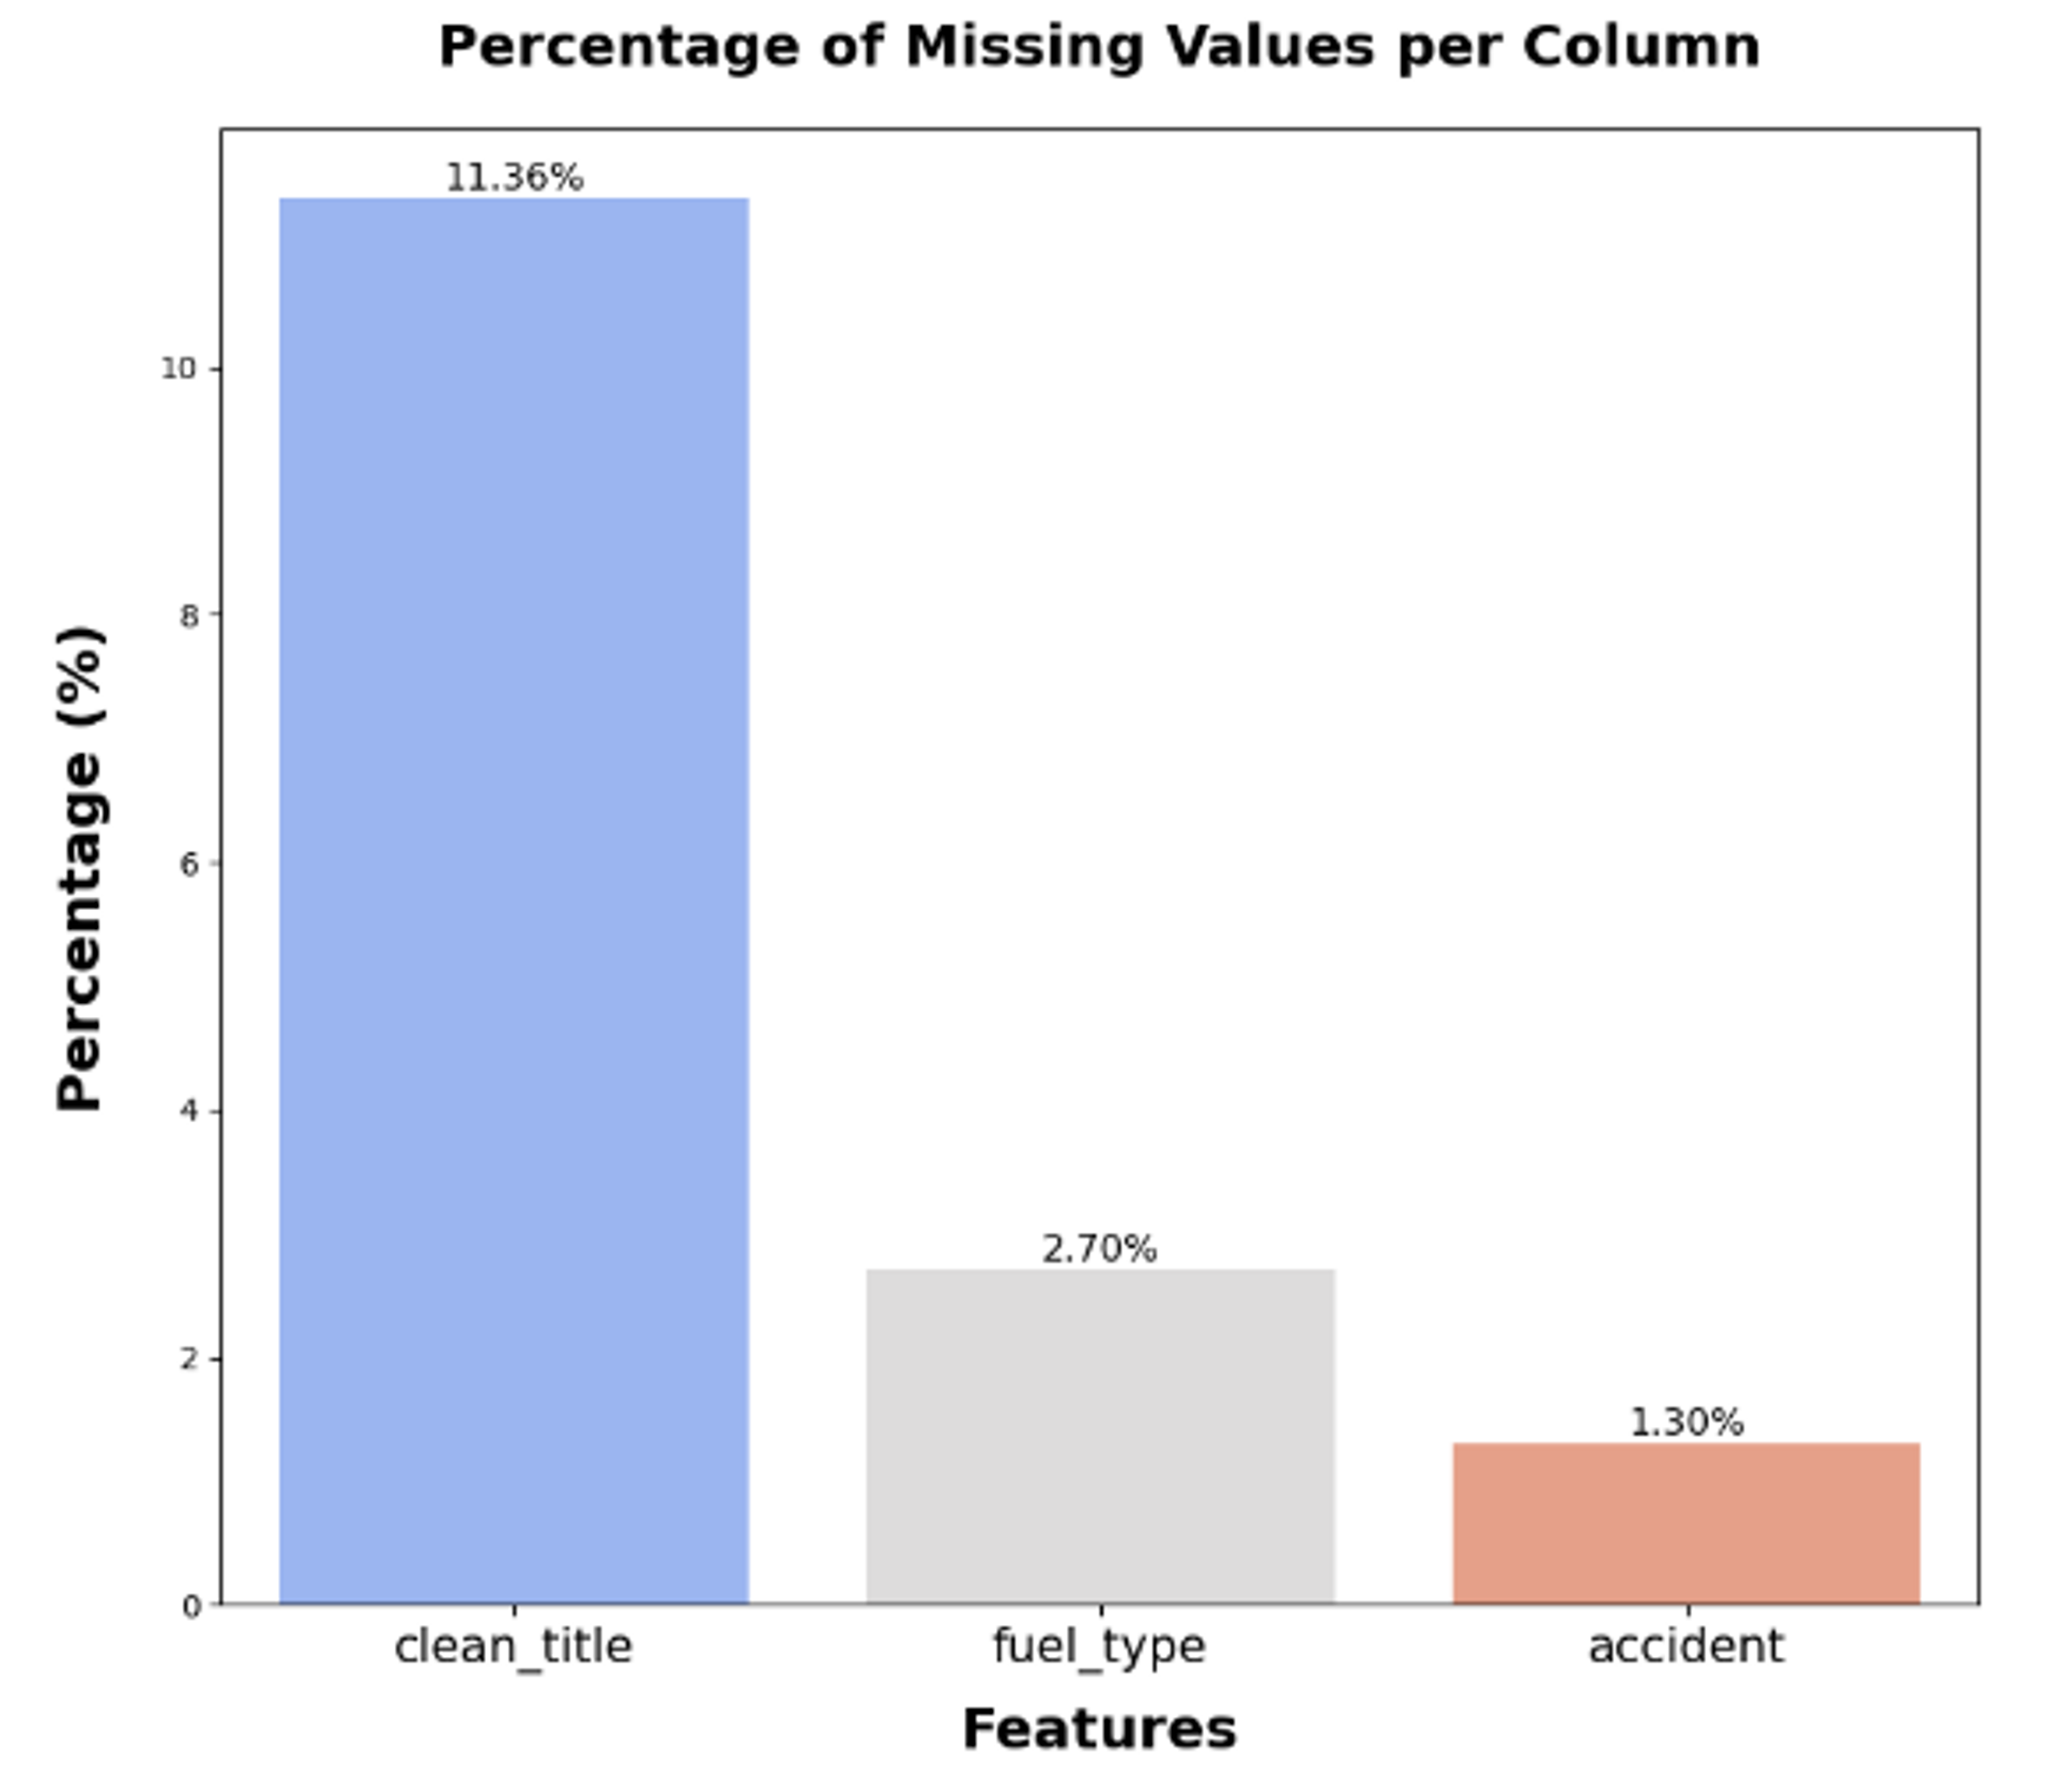 Percentage of Missing Values per Column
11.36%
10
8
6
4
2
0
Percentage (%)
2.70%
1.30%
clean_title
fuel_type
accident
Features